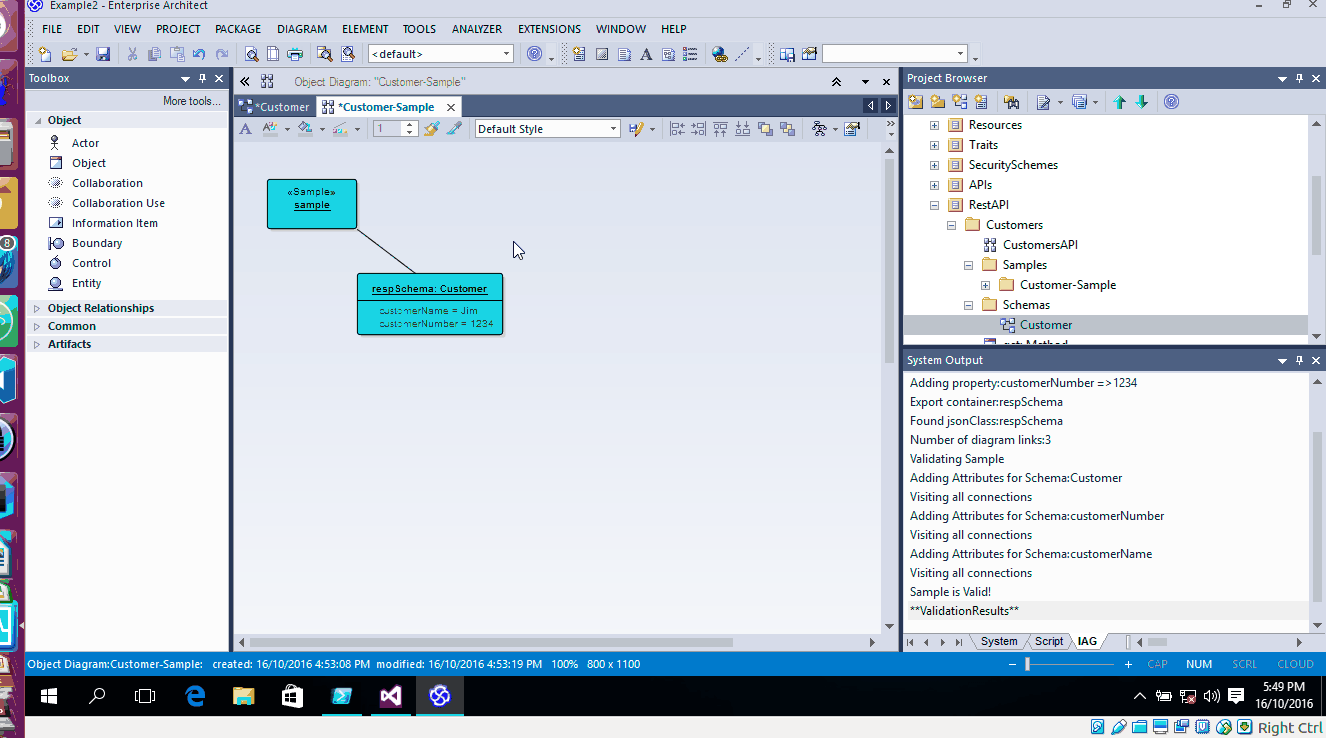 Example2 - Enterprise Architect
FILE EDIT VIEW PROJECT PACKAGE DIAGRAM ELEMENT TOOLS ANALYZER EXTENSIONS WINDOW HELP
<default>
Toolbox
More tools...
Object
Actor
Object
Collaboration
Collaboration Use
Information Item
Boundary
Control
Entity
Object Relationships
Common
Artifacts
Object Diagram: "Customer-Sample"
*Customer *Customer-Sample
1 Default Style
«Sample»
sample
respSchema: Customer
customerName = Jim
customerNumber = 1234
Project Browser
Resources
Traits
SecuritySchemes
APIs
RestAPI
Customers
CustomersAPI
Samples
Customer-Sample
Schemas
Customer
System Output
Adding property:customerNumber =>1234
Export container:respSchema
Found jsonClass:respSchema
Number of diagram links:3
Validating Sample
Adding Attributes for Schema:Customer
Visiting all connections
Adding Attributes for Schema:customerNumber
Visiting all connections
Adding Attributes for Schema:customerName
Visiting all connections
Sample is Valid!
**ValidationResults**
System Script IAG
Object Diagram:Customer-Sample: created: 16/10/2016 4:53:08 PM modified: 16/10/2016 4:53:19 PM 100% 800 x 1100
CAP NUM SCRL CLOUD
8
5:49 PM
16/10/2016
Right Ctrl